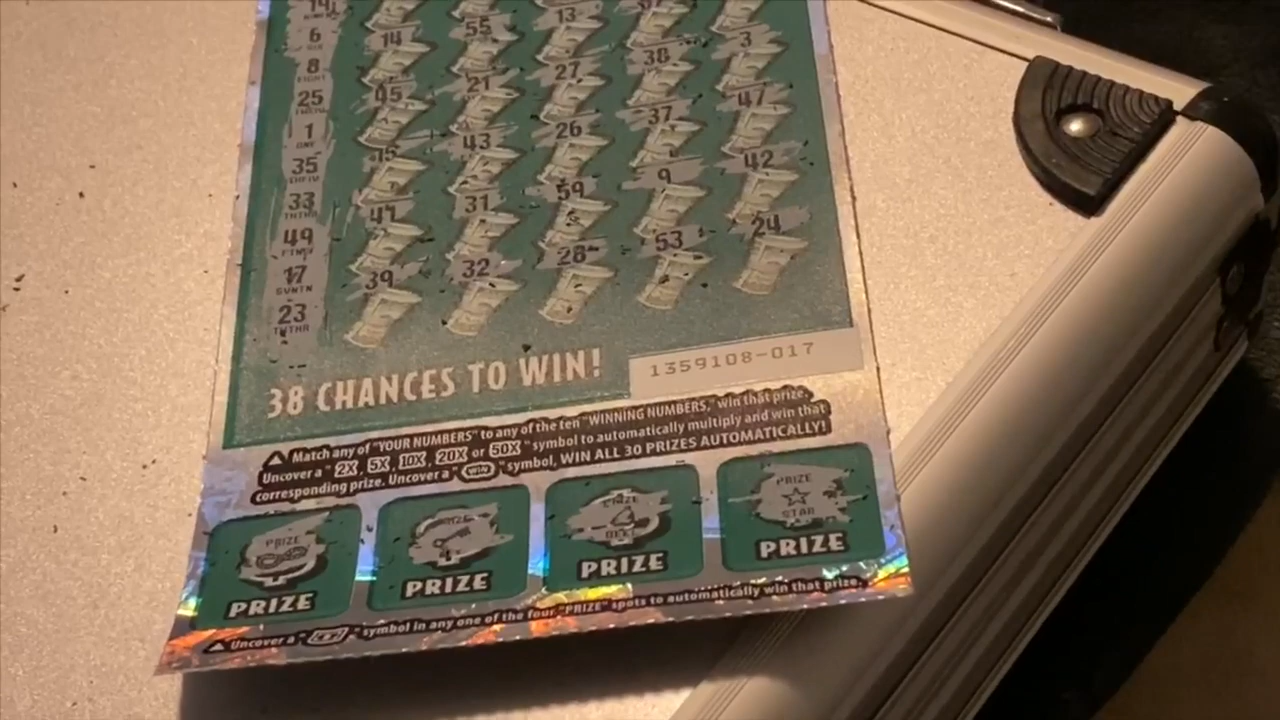 13
6 14 55 38 3
8 27
EIGHT
25 45 21 37 47
1 26
ONE
35 43 9 42
33 31 59
49 53 24
17 39 32 28
SVNTN
23
38 CHANCES TO WIN!
1359108-017
Match any of "YOUR NUMBERS" to any of the ten "WINNING NUMBERS," win that prize.
Uncover a "2X, 5X, 10X, 20X or 50X" symbol to automatically multiply and win that
corresponding prize. Uncover a "WIN" symbol, WIN ALL 30 PRIZES AUTOMATICALLY!
PRIZE
PRIZE
PRIZE
PRIZE
STAR
PRIZE
PRIZE
PRIZE
Uncover a " " symbol in any one of the four "PRIZE" spots to automatically win that prize.